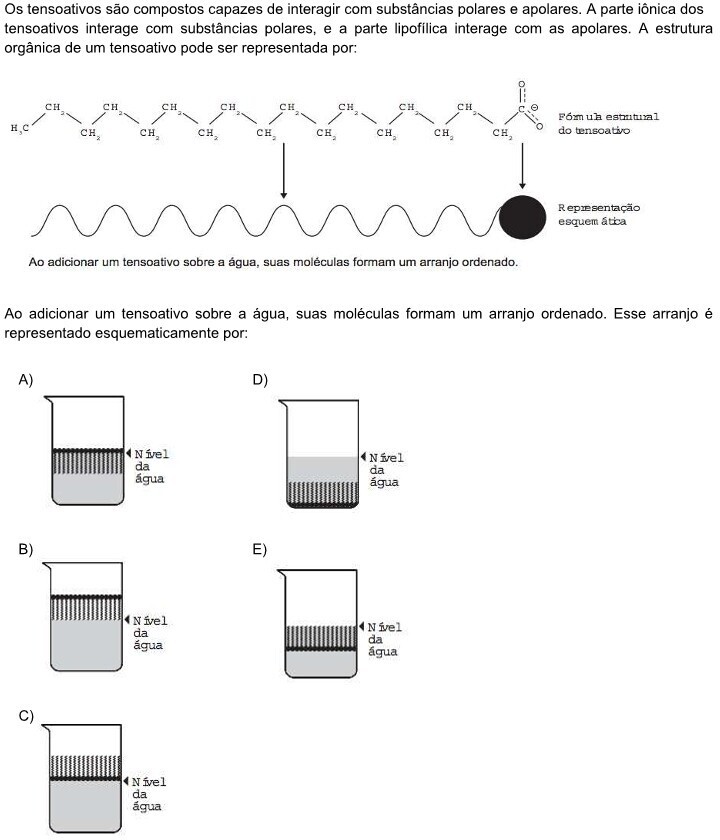 Os tensoativos são compostos capazes de interagir com substâncias polares e apolares. A parte iônica dos
tensoativos interage com substâncias polares, e a parte lipofílica interage com as apolares. A estrutura
orgânica de um tensoativo pode ser representada por:
O
CH2 CH2 CH2 CH2 CH2 CH2 CH2 CH2 C ⊖
H3C CH2 CH2 CH2 CH2 CH2 CH2 CH2 CH2 O
Fórmula estrutural
do tensoativo
Representação
esquemática
Ao adicionar um tensoativo sobre a água, suas moléculas formam um arranjo ordenado.
Ao adicionar um tensoativo sobre a água, suas moléculas formam um arranjo ordenado. Esse arranjo é
representado esquematicamente por:
A)
Nível
da
água
D)
Nível
da
água
B)
Nível
da
água
E)
Nível
da
água
C)
Nível
da
água